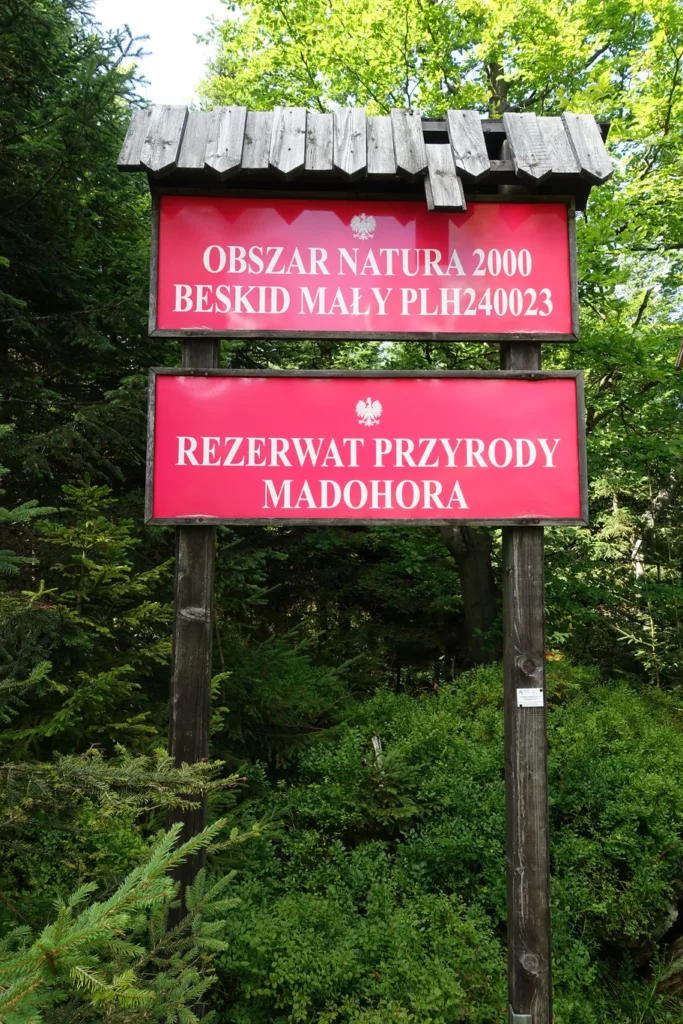 OBSZAR NATURA 2000
BESKID MAŁY PLH240023
REZERWAT PRZYRODY
MADOHORA